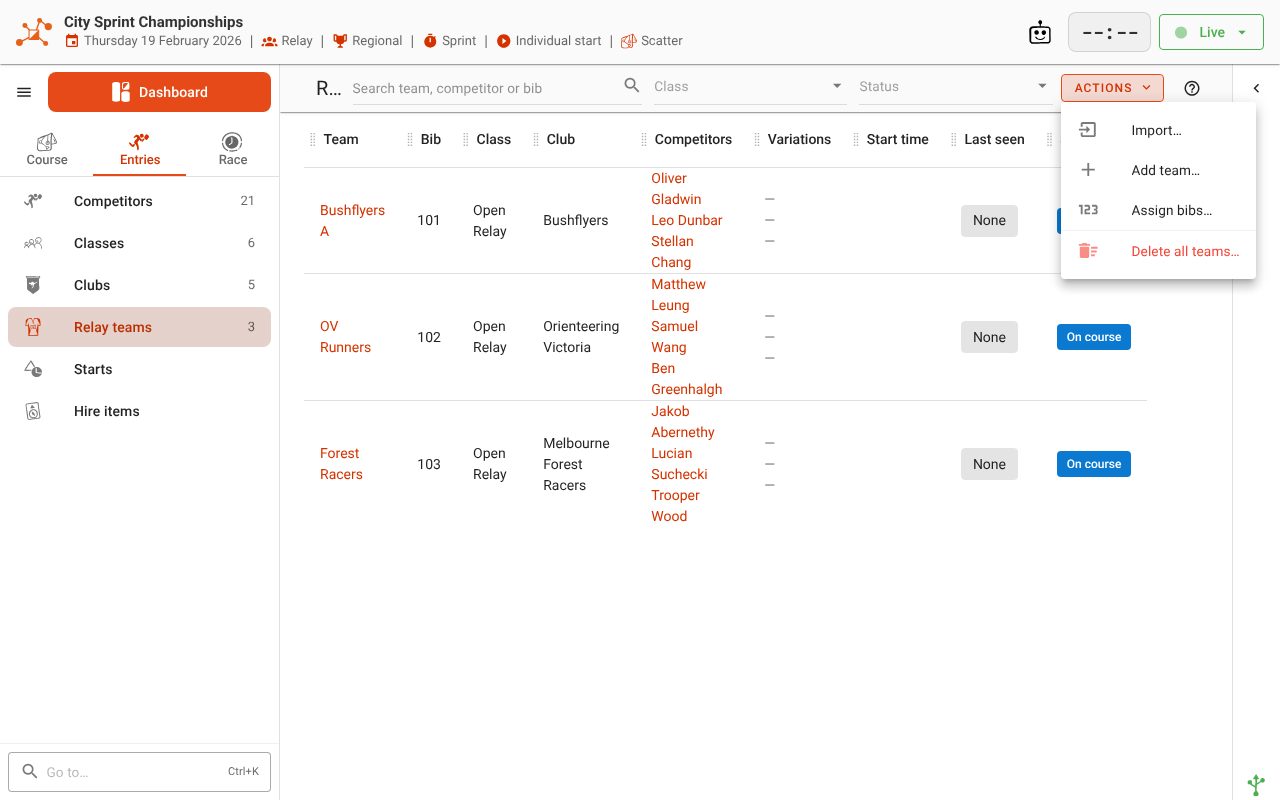 City Sprint Championships
Thursday 19 February 2026 | Relay | Regional | Sprint | Individual start | Scatter
--:--
Live
Dashboard
R...
Search team, competitor or bib
Class
Status
ACTIONS
Course
Entries
Race
Competitors 21
Classes 6
Clubs 5
Relay teams 3
Starts
Hire items
Go to...
Ctrl+K
Team Bib Class Club Competitors Variations Start time Last seen
Bushflyers
A
101
Open
Relay
Bushflyers
Oliver
Gladwin
Leo Dunbar
Stellan
Chang
—
—
—
None
OV
Runners
102
Open
Relay
Orienteering
Victoria
Matthew
Leung
Samuel
Wang
Ben
Greenhalgh
—
—
—
None
On course
Forest
Racers
103
Open
Relay
Melbourne
Forest
Racers
Jakob
Abernethy
Lucian
Suchecki
Trooper
Wood
—
—
—
None
On course
Import...
Add team...
123 Assign bibs...
Delete all teams...